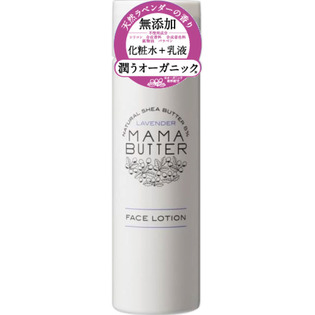 天然ラベンダーの香り
無添加
化粧水+乳液
潤うオーガニック
NATURAL SHEA BUTTER 5%
LAVENDER
MAMA
BUTTER
FACE LOTION